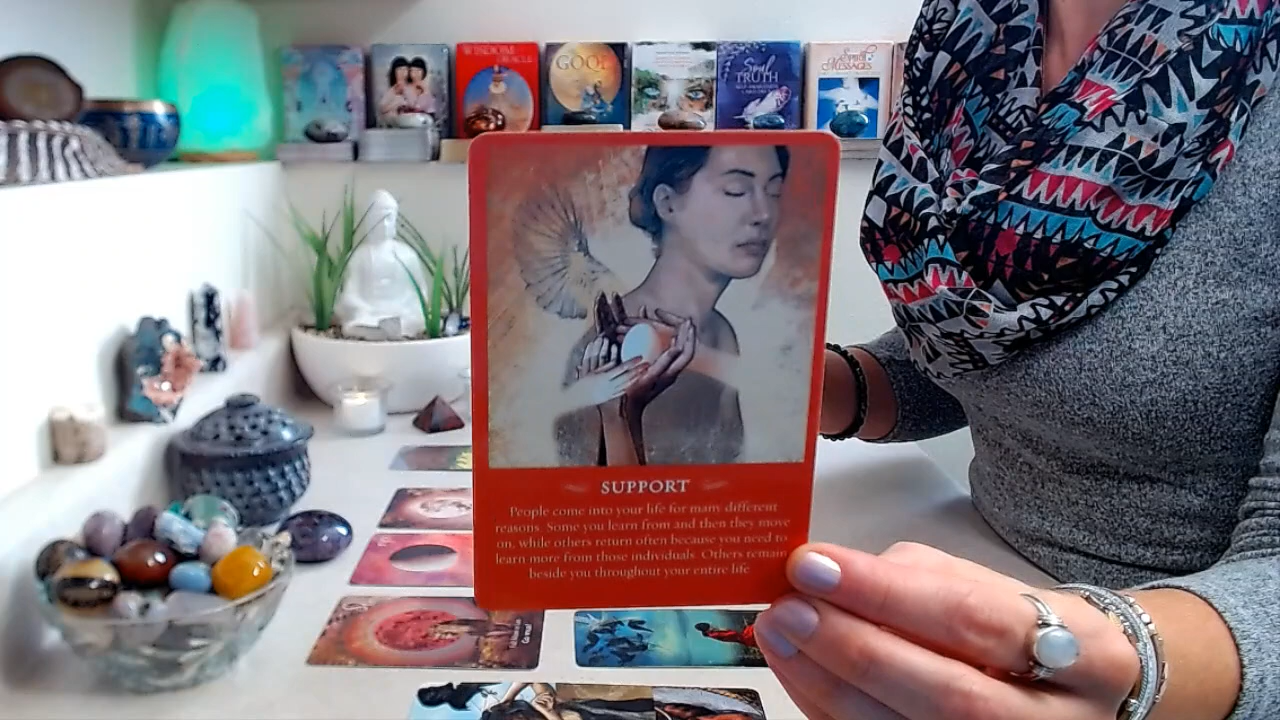 WISDOM
ORACLE
Soul
TRUTH
MESSAGES
SUPPORT
People come into your life for many different
reasons. Some you learn from and then they move
on, while others return often because you need to
learn more from those individuals. Others remain
beside you throughout your entire life